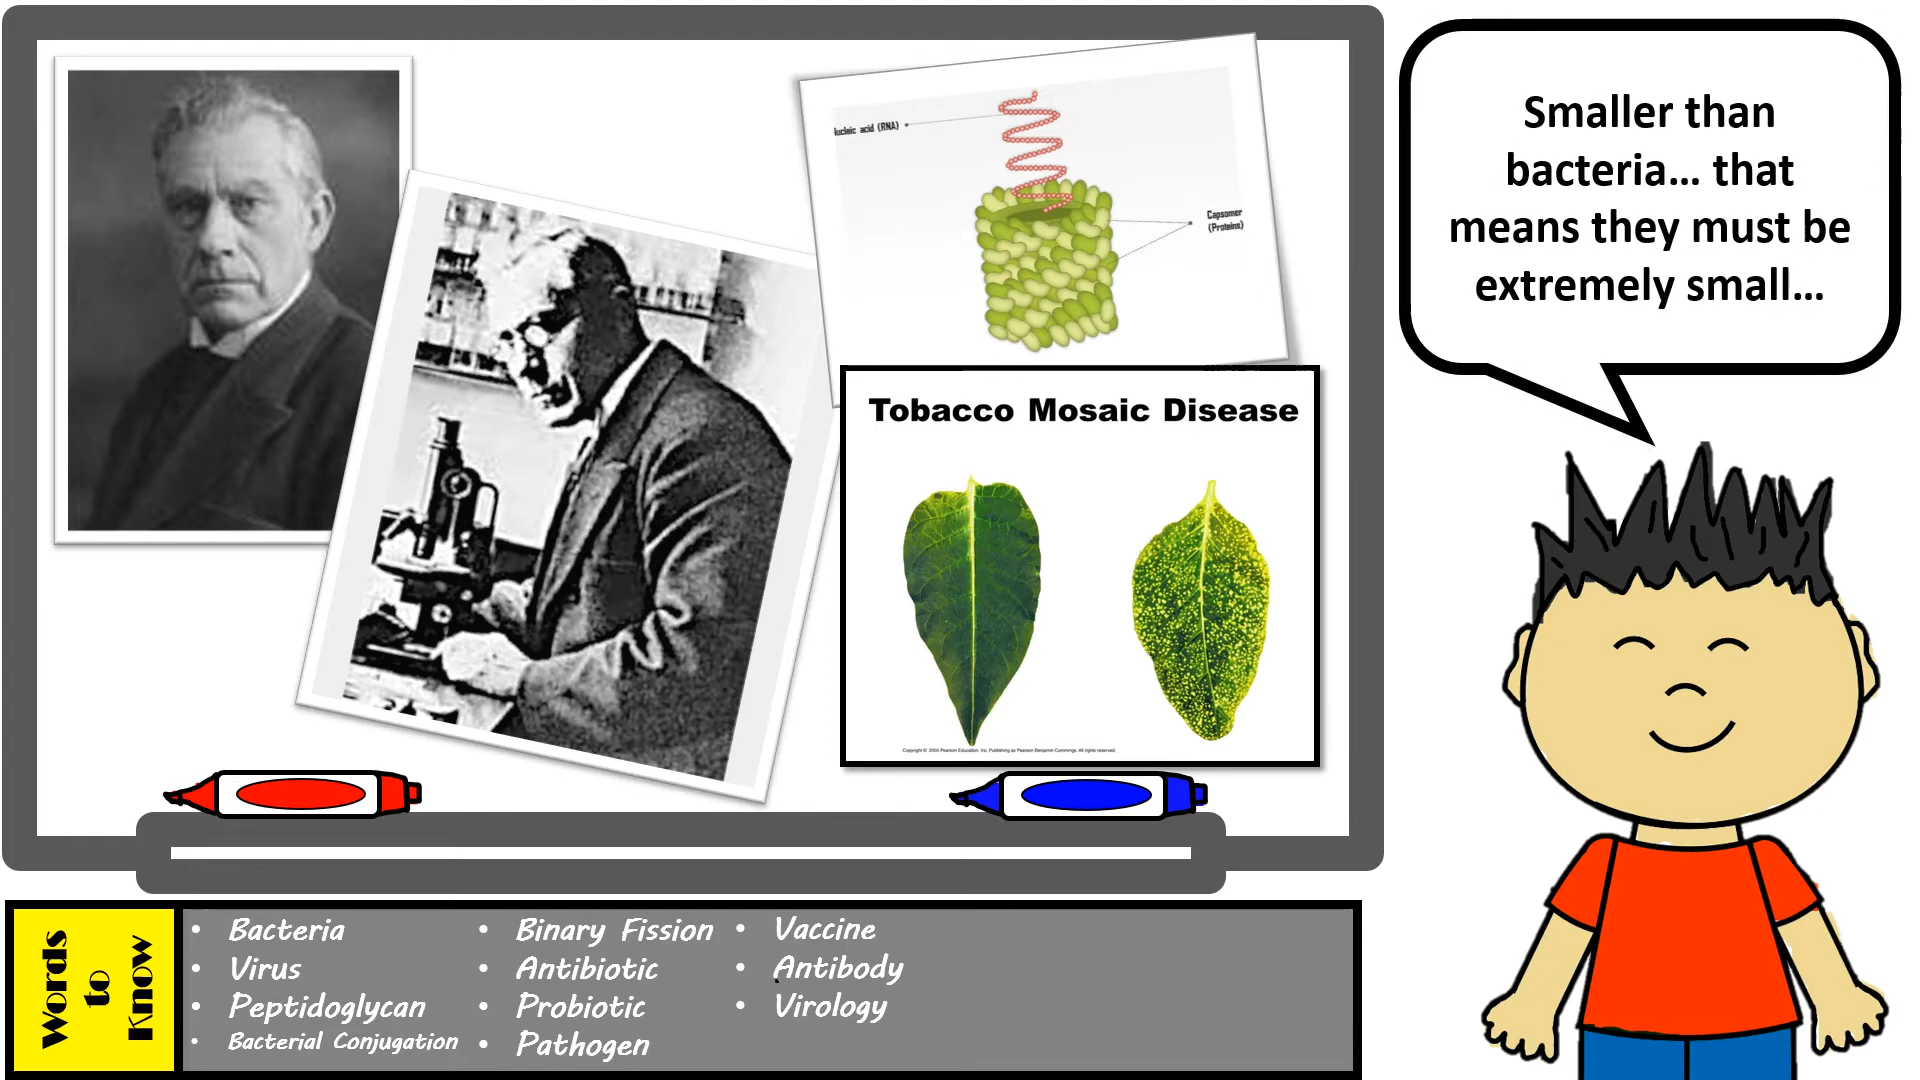 ucleic acid (RNA)
Capsomer
(Proteins)
Tobacco Mosaic Disease
Copyright © 2005 Pearson Education, Inc. Publishing as Pearson Benjamin Cummings. All rights reserved.
Smaller than
bacteria... that
means they must be
extremely small...
Words
to
Know
• Bacteria
• Virus
• Peptidoglycan
• Bacterial Conjugation
• Binary Fission
• Antibiotic
• Probiotic
• Pathogen
• Vaccine
• Antibody
• Virology